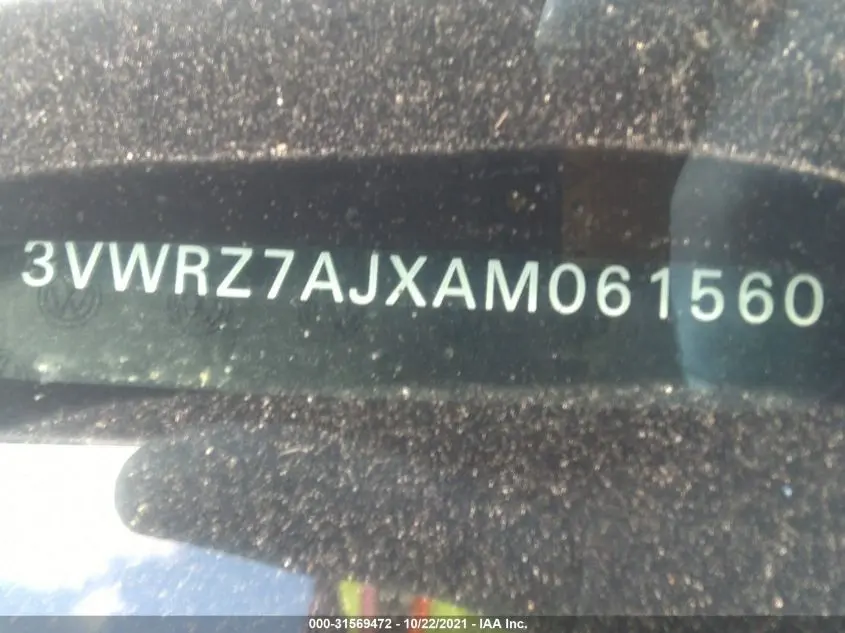 3VWRZ7AJXAM061560
000-31569472 - 10/22/2021 - IAA Inc.